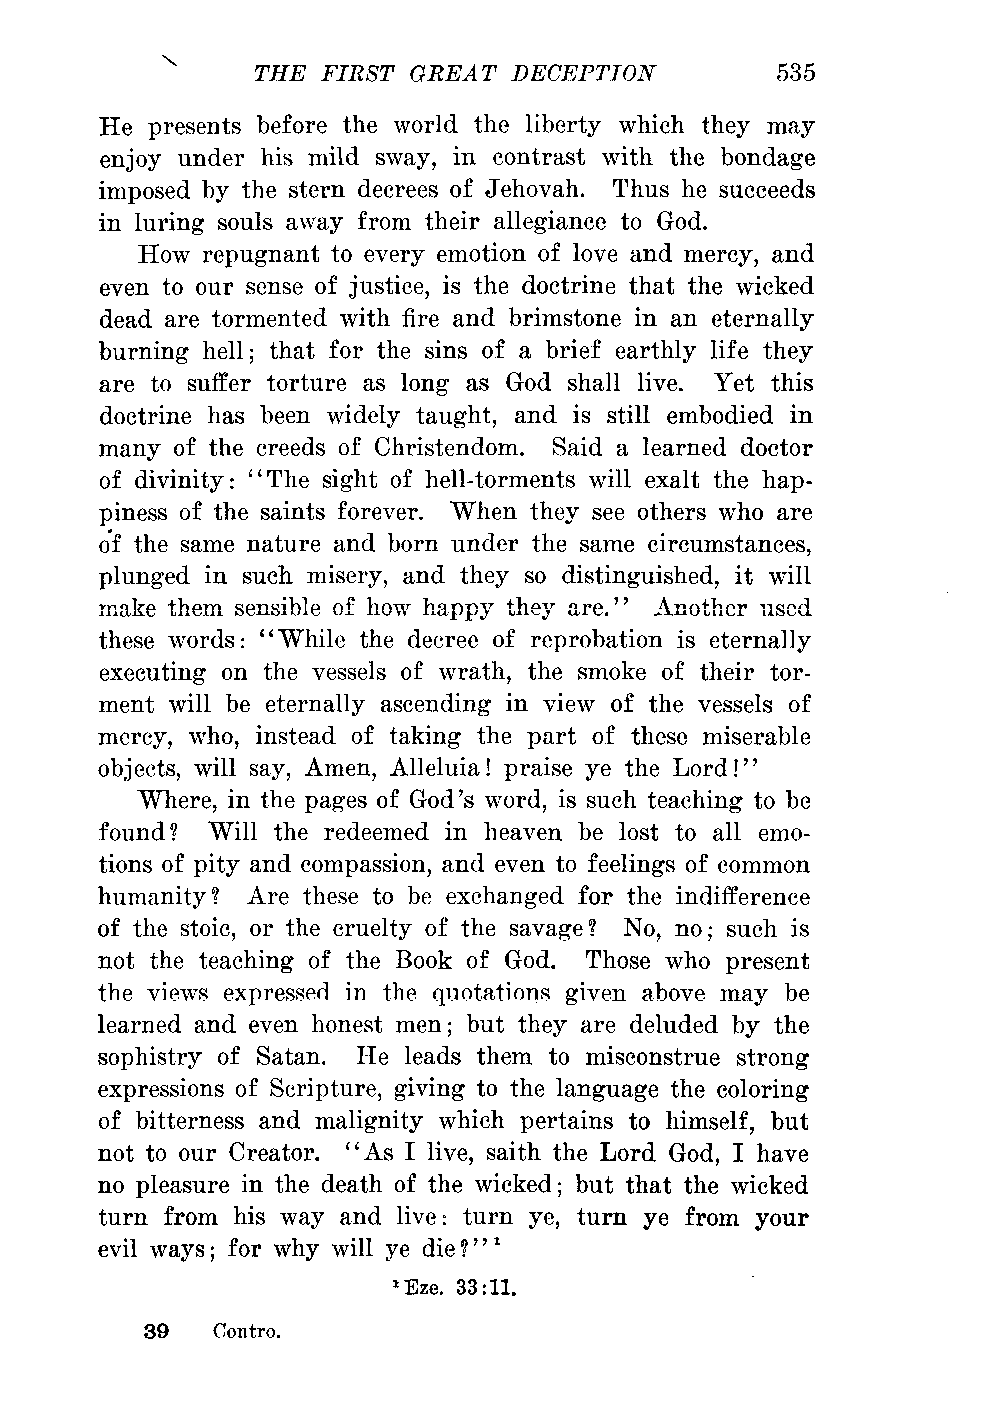 THE FIRST GREAT DECEPTION 535
He presents before the world the liberty which they may
enjoy under his mild sway, in contrast with the bondage
imposed by the stern decrees of Jehovah. Thus he succeeds
in luring souls away from their allegiance to God.
How repugnant to every emotion of love and mercy, and
even to our sense of justice, is the doctrine that the wicked
dead are tormented with fire and brimstone in an eternally
burning hell; that for the sins of a brief earthly life they
are to suffer torture as long as God shall live. Yet this
doctrine has been widely taught, and is still embodied in
many of the creeds of Christendom. Said a learned doctor
of divinity: ‘‘The sight of hell-torments will exalt the hap-
piness of the saints forever. When they see others who are
of the same nature and born under the same circumstances,
plunged in such misery, and they so distinguished, it will
make them sensible of how happy they are.’’ Another used
these words: ‘‘While the decree of reprobation is eternally
executing on the vessels of wrath, the smoke of their tor-
ment will be eternally ascending in view of the vessels of
mercy, who, instead of taking the part of these miserable
objects, will say, Amen, Alleluia! praise ye the Lord!’’
Where, in the pages of God's word, is such teaching to be
found? Will the redeemed in heaven be lost to all emo-
tions of pity and compassion, and even to feelings of common
humanity? Are these to be exchanged for the indifference
of the stoic, or the cruelty of the savage? No, no; such is
not the teaching of the Book of God. Those who present
the views expressed in the quotations given above may be
learned and even honest men; but they are deluded by the
sophistry of Satan. He leads them to misconstrue strong
expressions of Scripture, giving to the language the coloring
of bitterness and malignity which pertains to himself, but
not to our Creator. ‘‘As I live, saith the Lord God, I have
no pleasure in the death of the wicked; but that the wicked
turn from his way and live: turn ye, turn ye from your
evil ways; for why will ye die?’’¹
¹Eze. 33:11.
39 Contro.